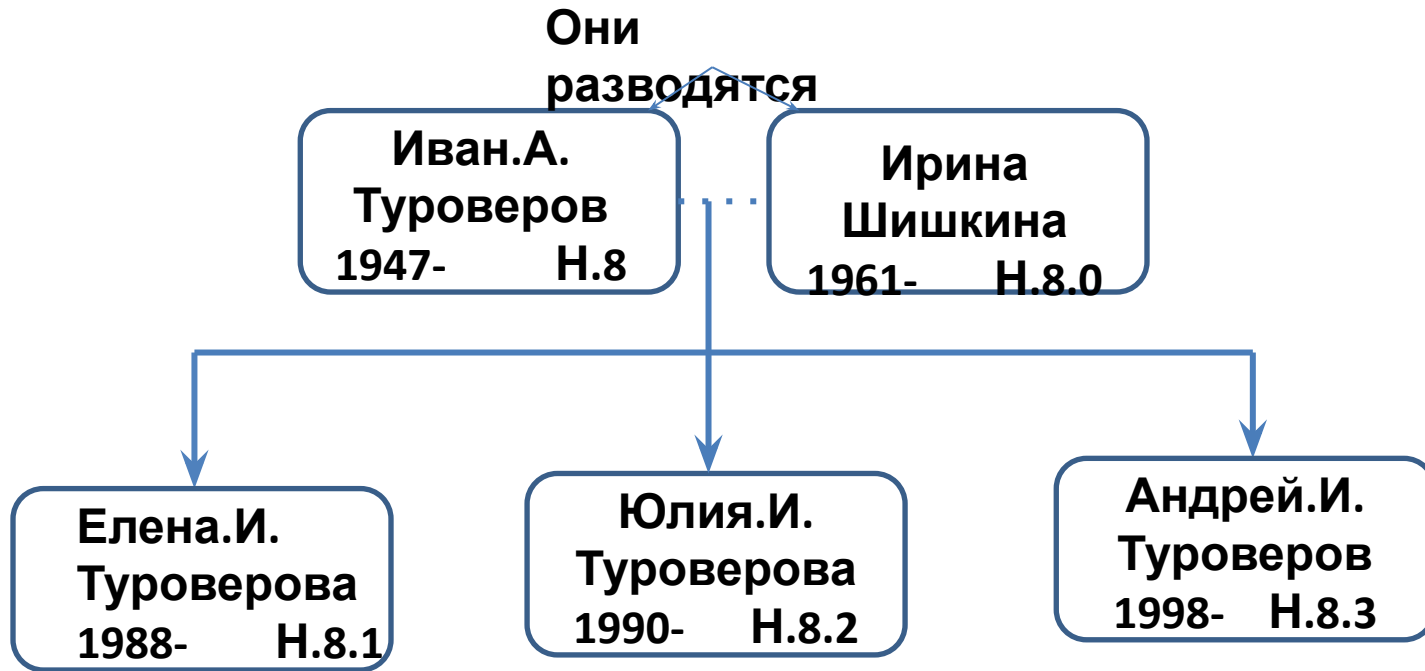 Они
разводятся
Иван.А.
Туроверов
1947- Н.8
Ирина
Шишкина
1961- Н.8.0
Елена.И.
Туроверова
1988- Н.8.1
Юлия.И.
Туроверова
1990- Н.8.2
Андрей.И.
Туроверов
1998- Н.8.3